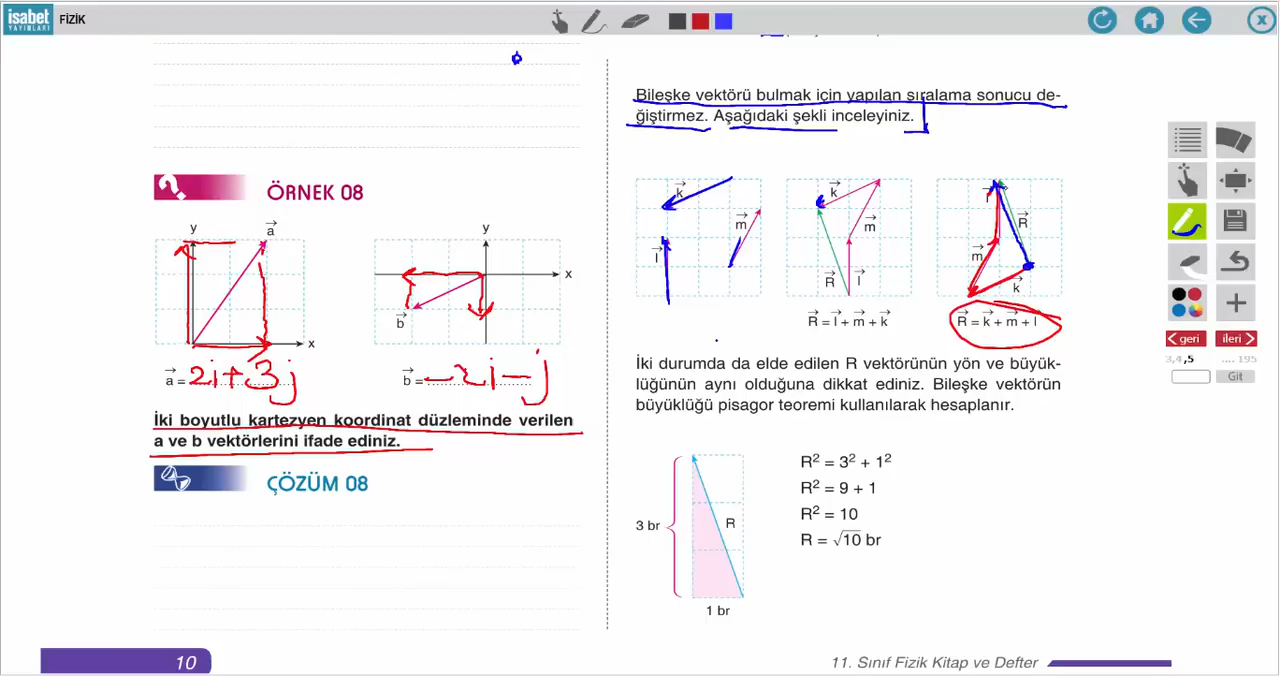 isabet
YAYINLARI
FİZİK
ÖRNEK 08
y
a
x
a = 2i+3j
y
x
b
b = -2i-j
İki boyutlu kartezyen koordinat düzleminde verilen
a ve b vektörlerini ifade ediniz.
ÇÖZÜM 08
10
Bileşke vektörü bulmak için yapılan sıralama sonucu de-
ğiştirmez. Aşağıdaki şekli inceleyiniz.
k
m
l
k
m
R
l
R = l + m + k
l
R
m
k
R = k + m + l
İki durumda da elde edilen R vektörünün yön ve büyük-
lüğünün aynı olduğuna dikkat ediniz. Bileşke vektörün
büyüklüğü pisagor teoremi kullanılarak hesaplanır.
3 br
R
1 br
R² = 3² + 1²
R² = 9 + 1
R² = 10
R = √10 br
11. Sınıf Fizik Kitap ve Defter
geri
ileri
3,4,5
.... 195
Git